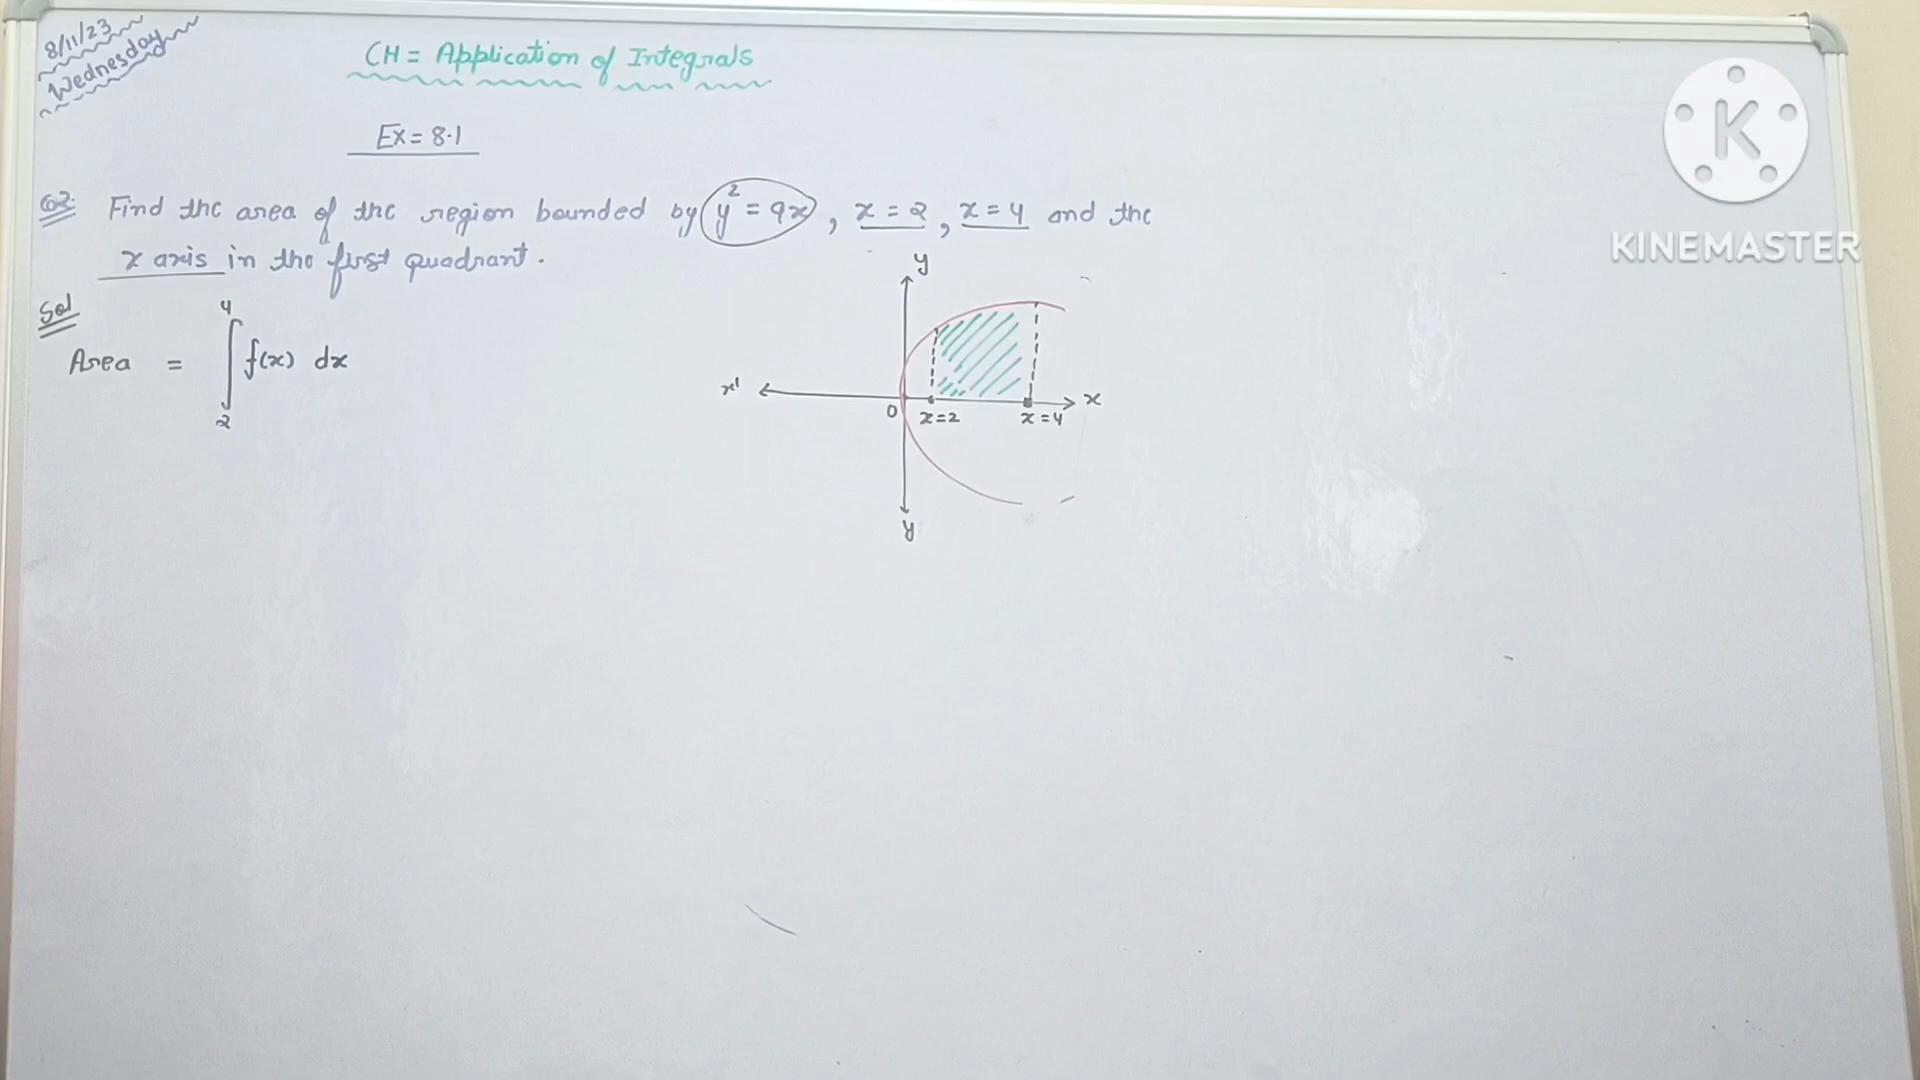 8/11/23
Wednesday
CH = Application of Integrals
Ex = 8.1
Q2. Find the area of the region bounded by y² = 9x, x = 2, x = 4 and the
x axis in the first quadrant.
Sol
Area = ∫₂⁴ f(x) dx
y
x'
x
0
x=2
x=4
y
K
KINEMASTER